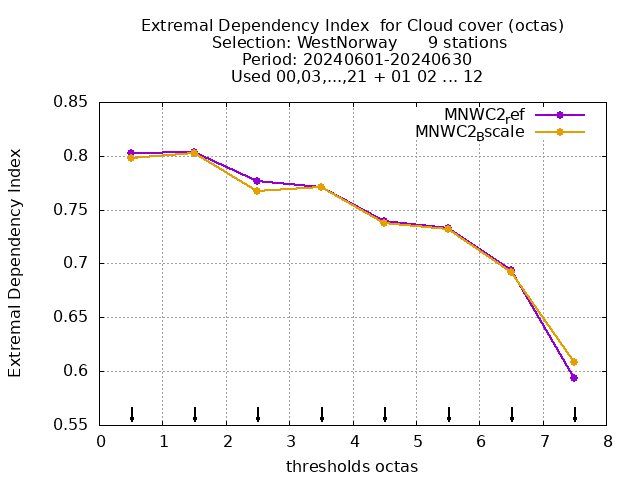 Extremal Dependency Index  for Cloud cover (octas)
Selection: WestNorway      9 stations
Period: 20240601-20240630
Used 00,03,...,21 + 01 02 ... 12
MNWC2ref
MNWC2Bscale
Extremal Dependency Index
0.85
0.8
0.75
0.7
0.65
0.6
0.55
0 1 2 3 4 5 6 7 8
thresholds octas